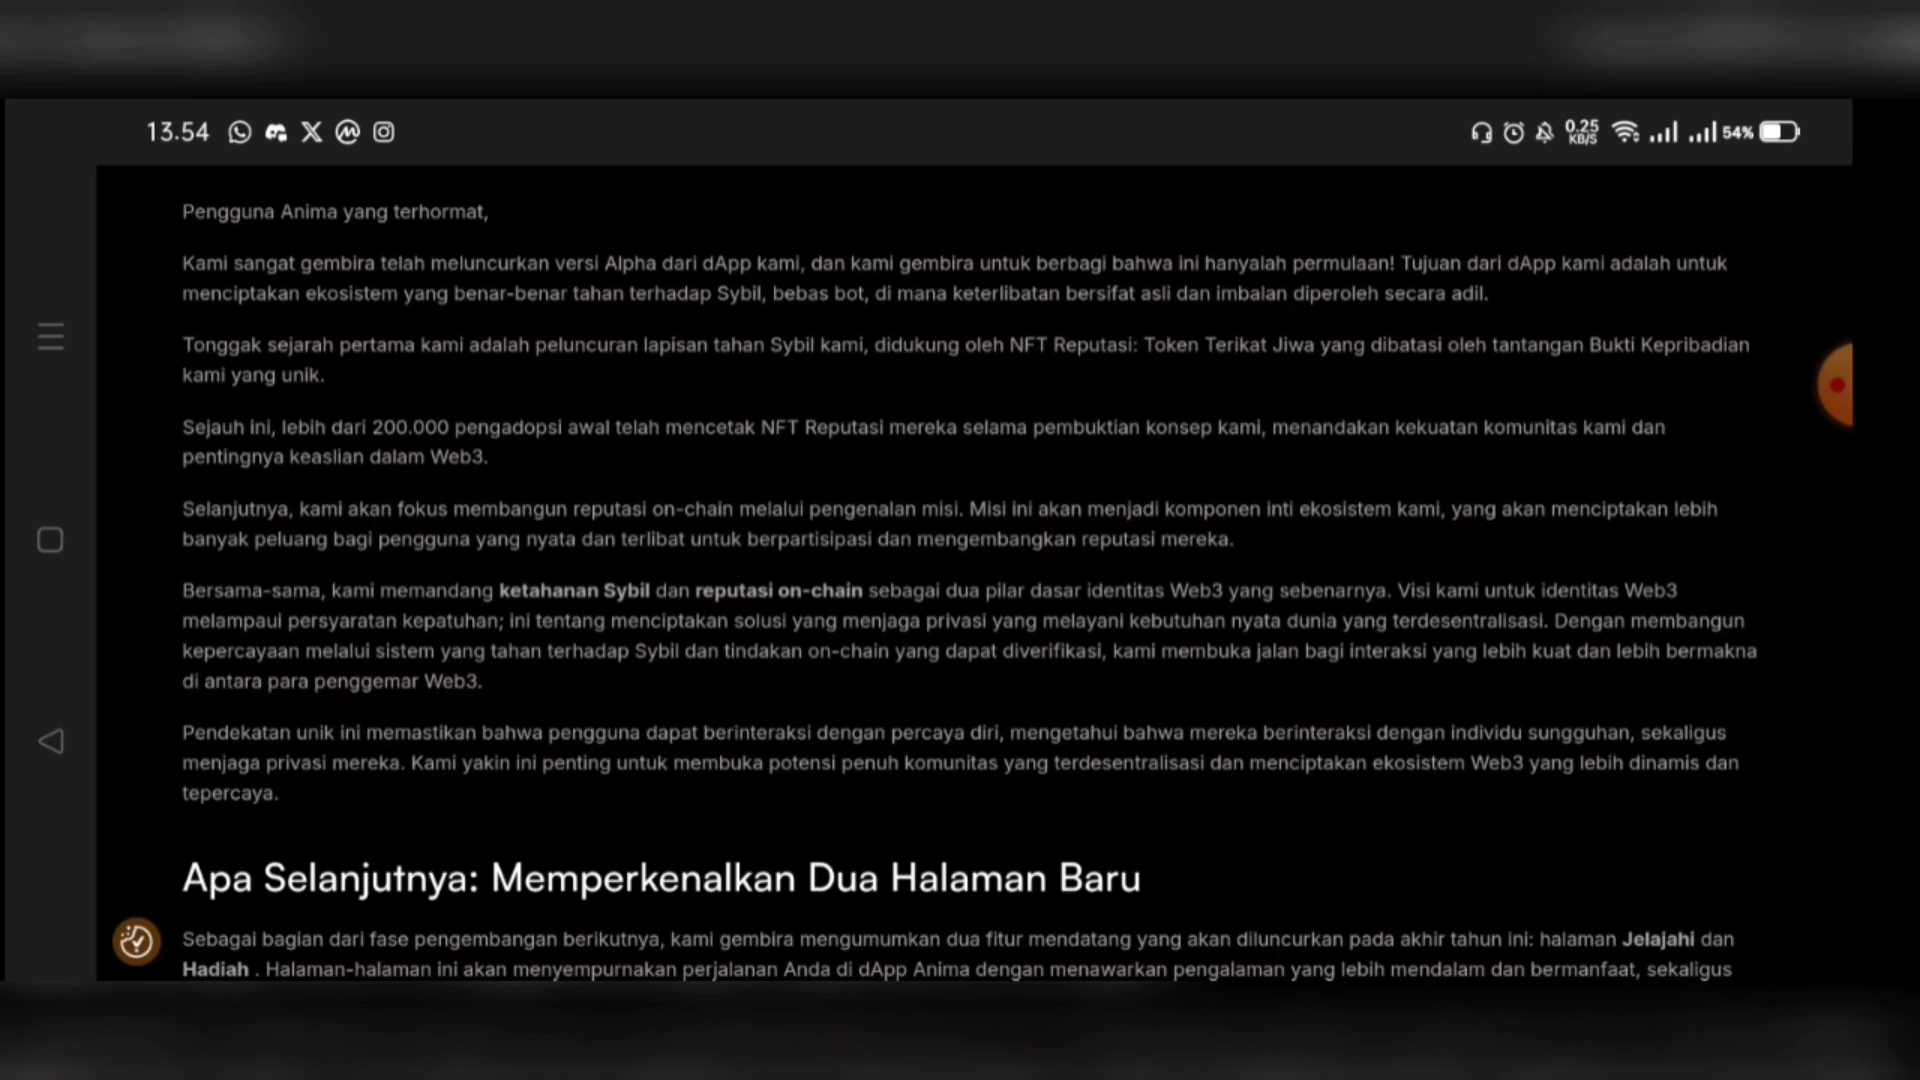 13.54
0.25
KB/S
54%
Pengguna Anima yang terhormat,
Kami sangat gembira telah meluncurkan versi Alpha dari dApp kami, dan kami gembira untuk berbagi bahwa ini hanyalah permulaan! Tujuan dari dApp kami adalah untuk
menciptakan ekosistem yang benar-benar tahan terhadap Sybil, bebas bot, di mana keterlibatan bersifat asli dan imbalan diperoleh secara adil.
Tonggak sejarah pertama kami adalah peluncuran lapisan tahan Sybil kami, didukung oleh NFT Reputasi: Token Terikat Jiwa yang dibatasi oleh tantangan Bukti Kepribadian
kami yang unik.
Sejauh ini, lebih dari 200.000 pengadopsi awal telah mencetak NFT Reputasi mereka selama pembuktian konsep kami, menandakan kekuatan komunitas kami dan
pentingnya keaslian dalam Web3.
Selanjutnya, kami akan fokus membangun reputasi on-chain melalui pengenalan misi. Misi ini akan menjadi komponen inti ekosistem kami, yang akan menciptakan lebih
banyak peluang bagi pengguna yang nyata dan terlibat untuk berpartisipasi dan mengembangkan reputasi mereka.
Bersama-sama, kami memandang ketahanan Sybil dan reputasi on-chain sebagai dua pilar dasar identitas Web3 yang sebenarnya. Visi kami untuk identitas Web3
melampaui persyaratan kepatuhan; ini tentang menciptakan solusi yang menjaga privasi yang melayani kebutuhan nyata dunia yang terdesentralisasi. Dengan membangun
kepercayaan melalui sistem yang tahan terhadap Sybil dan tindakan on-chain yang dapat diverifikasi, kami membuka jalan bagi interaksi yang lebih kuat dan lebih bermakna
di antara para penggemar Web3.
Pendekatan unik ini memastikan bahwa pengguna dapat berinteraksi dengan percaya diri, mengetahui bahwa mereka berinteraksi dengan individu sungguhan, sekaligus
menjaga privasi mereka. Kami yakin ini penting untuk membuka potensi penuh komunitas yang terdesentralisasi dan menciptakan ekosistem Web3 yang lebih dinamis dan
tepercaya.
Apa Selanjutnya: Memperkenalkan Dua Halaman Baru
Sebagai bagian dari fase pengembangan berikutnya, kami gembira mengumumkan dua fitur mendatang yang akan diluncurkan pada akhir tahun ini: halaman Jelajahi dan
Hadiah . Halaman-halaman ini akan menyempurnakan perjalanan Anda di dApp Anima dengan menawarkan pengalaman yang lebih mendalam dan bermanfaat, sekaligus